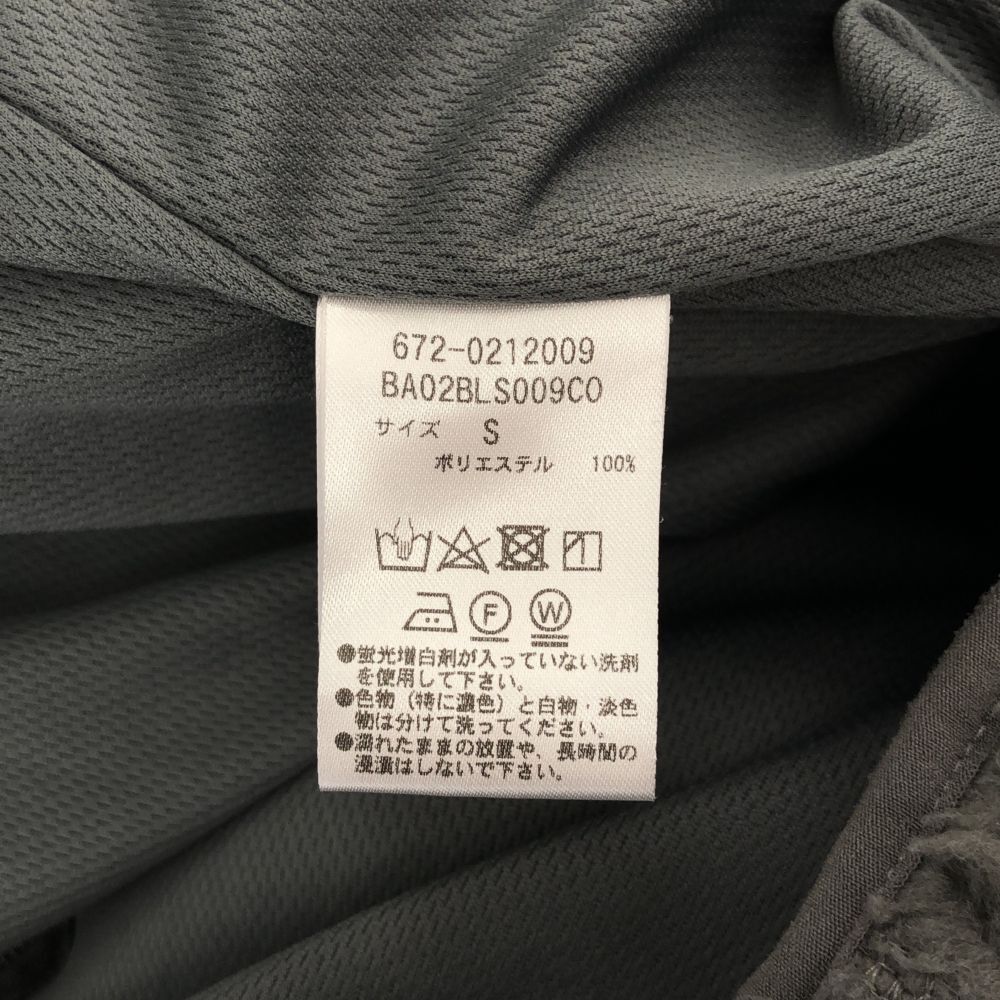 672-0212009
BA02BLS009CO
サイズ S
ポリエステル 100%
F W
●蛍光増白剤が入っていない洗剤
を使用して下さい。
●色物（特に濃色）と白物・淡色
物は分けて洗ってください。
●濡れたままの放置や、長時間の
浸漬はしないで下さい。